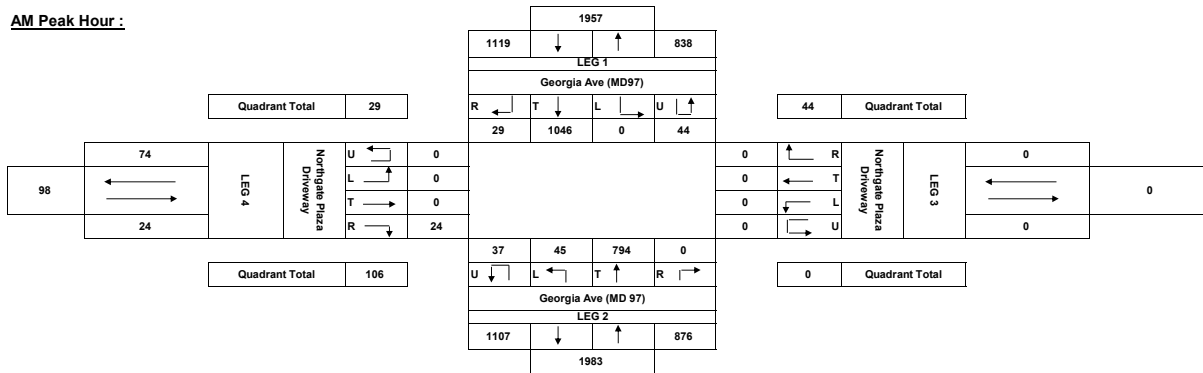 AM Peak Hour :
1957
1119 838
LEG 1
Georgia Ave (MD97)
Quadrant Total 29
R T L U
44 Quadrant Total
29 1046 0 44
98
74
24
LEG 4
Northgate Plaza
Driveway
U 0
L 0
T 0
R 24
0 R
0 T
0 L
0 U
Northgate Plaza
Driveway
LEG 3
0
0
0
37 45 794 0
Quadrant Total 106
U L T R
0 Quadrant Total
Georgia Ave (MD 97)
LEG 2
1107 876
1983